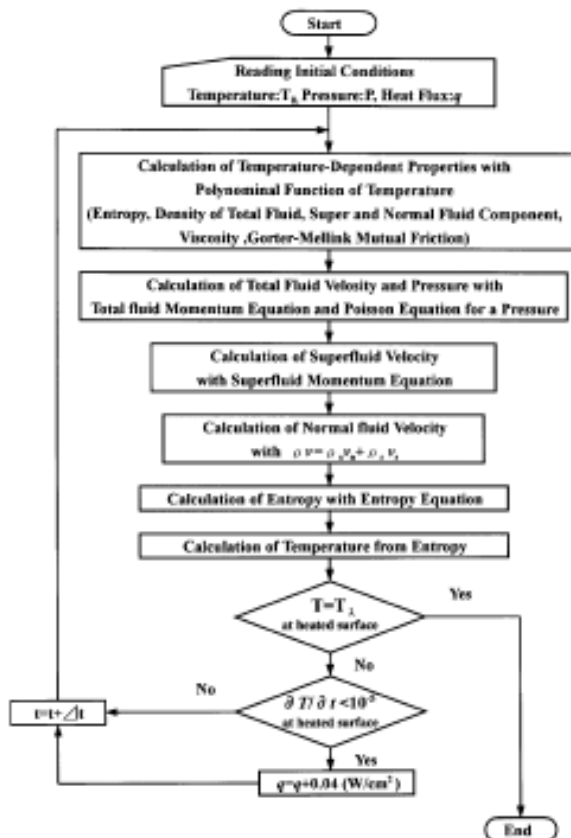 Start
Reading Initial Conditions
Temperature:T_B Pressure:P, Heat Flux:q
Calculation of Temperature-Dependent Properties with
Polynominal Function of Temperature
(Entropy, Density of Total Fluid, Super and Normal Fluid Component,
Viscosity ,Gorter-Mellink Mutual Friction)
Calculation of Total Fluid Velocity and Pressure with
Total fluid Momentum Equation and Poisson Equation for a Pressure
Calculation of Superfluid Velocity
with Superfluid Momentum Equation
Calculation of Normal fluid Velocity
with ρv=ρₙvₙ+ρₛvₛ
Calculation of Entropy with Entropy Equation
Calculation of Temperature from Entropy
T=T_λ
at heated surface
Yes
No
∂T/∂t<10⁻⁵
at heated surface
No
t=t+⊿t
Yes
q=q+0.04 (W/cm²)
End